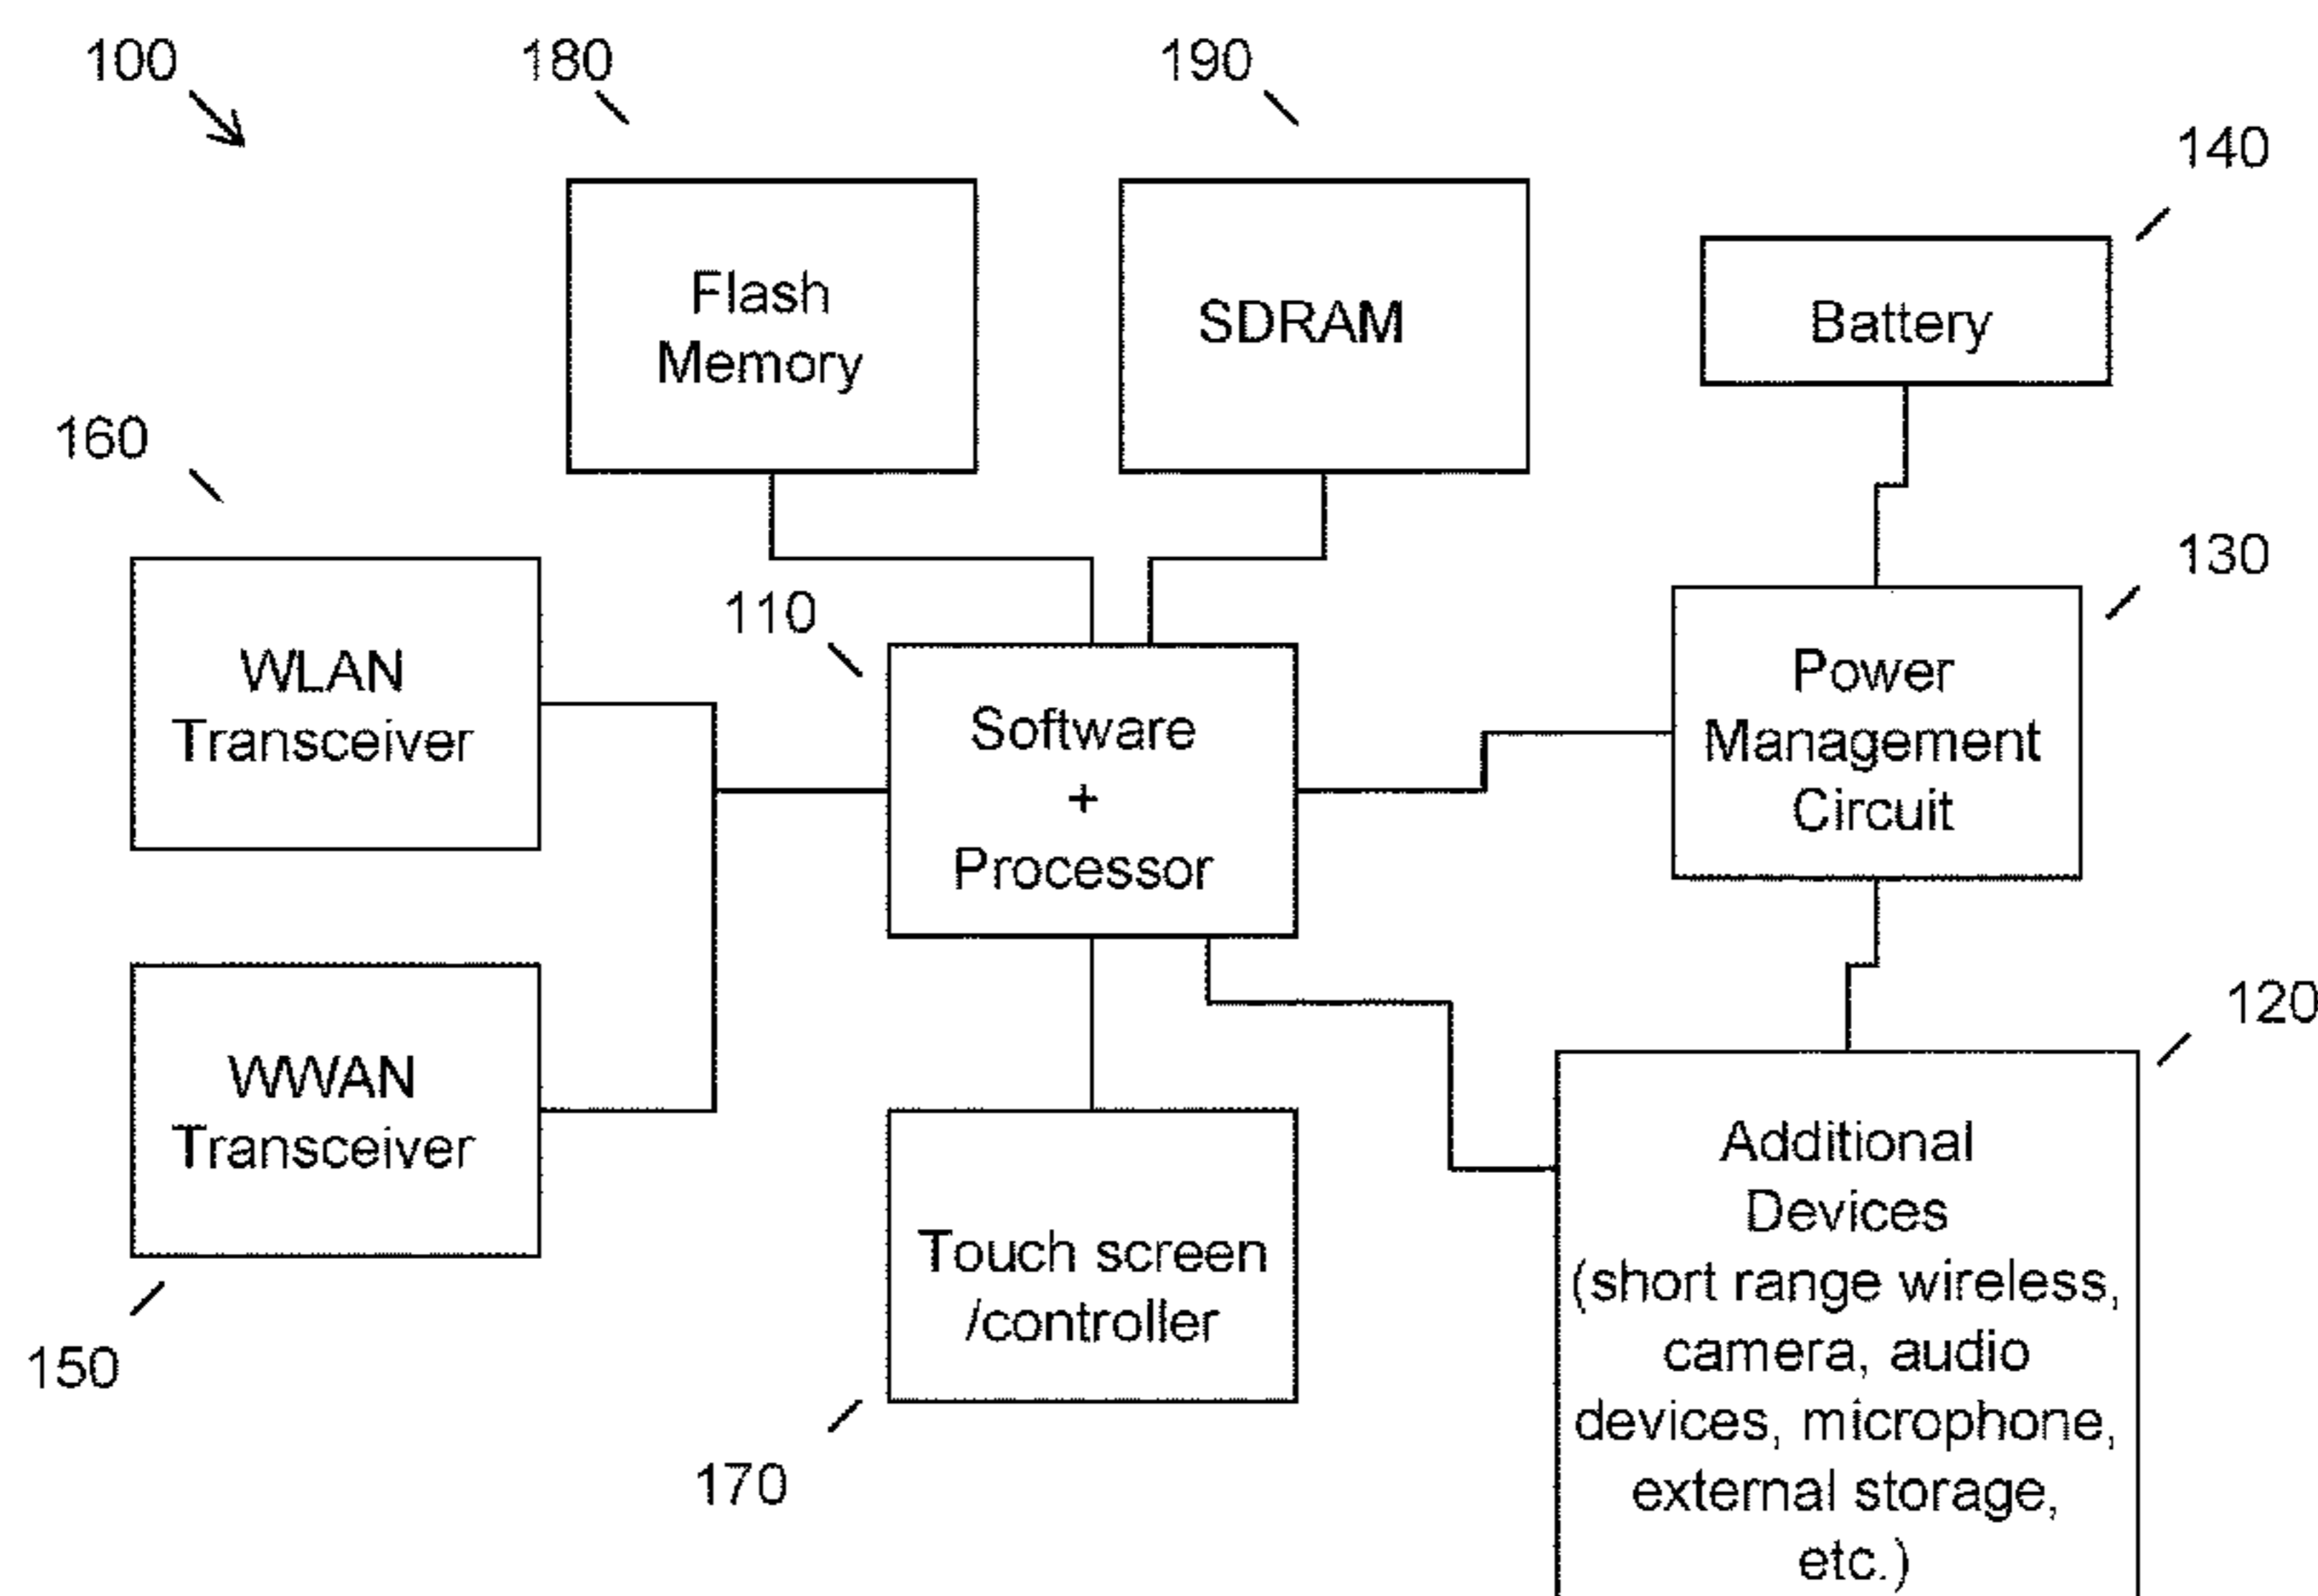 100
180
190
140
Flash
Memory
SDRAM
Battery
160
130
110
WLAN
Transceiver
Software
+
Processor
Power
Management
Circuit
120
WWAN
Transceiver
150
Touch screen
/controller
170
Additional
Devices
(short range wireless,
camera, audio
devices, microphone,
external storage,
etc.)